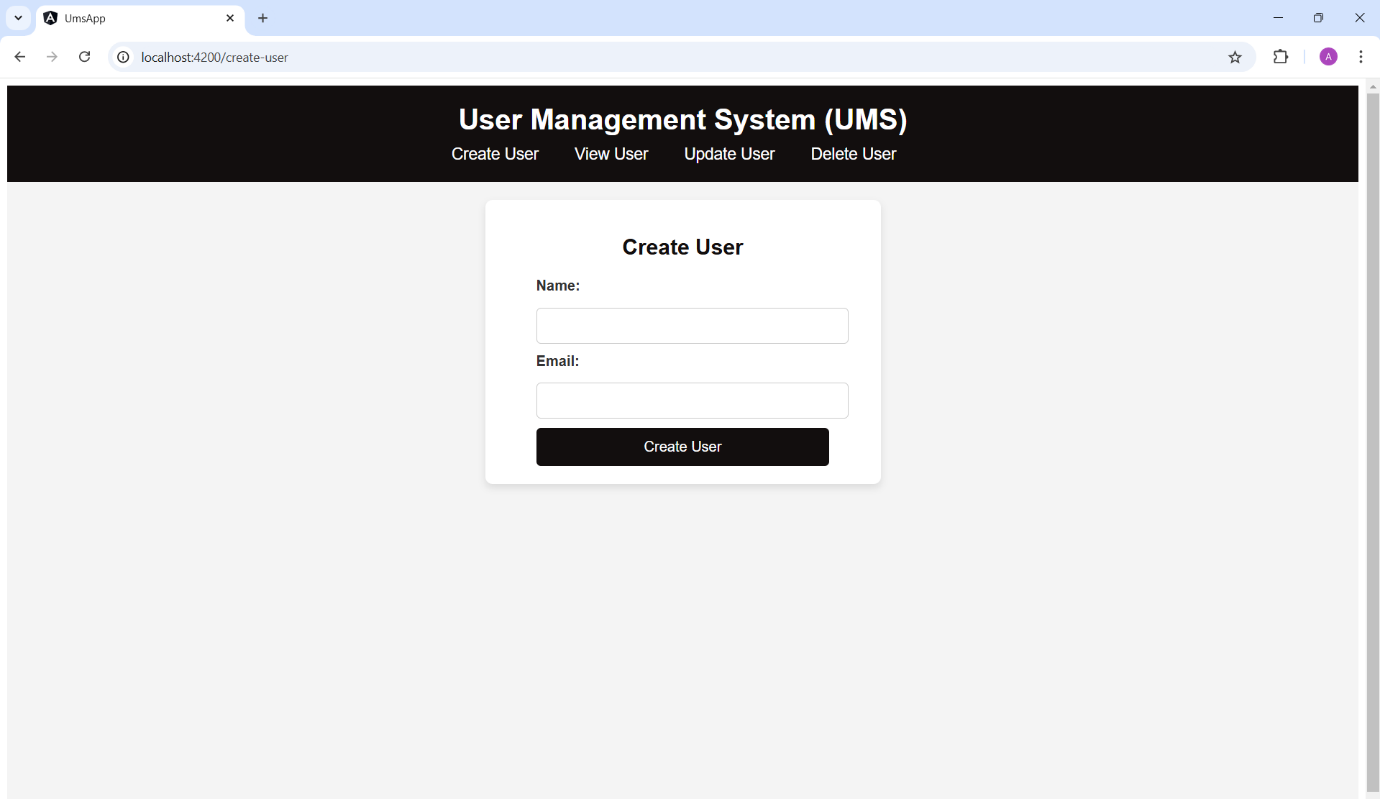 UmsApp
localhost:4200/create-user
A
User Management System (UMS)
Create User View User Update User Delete User
Create User
Name:
Email:
Create User